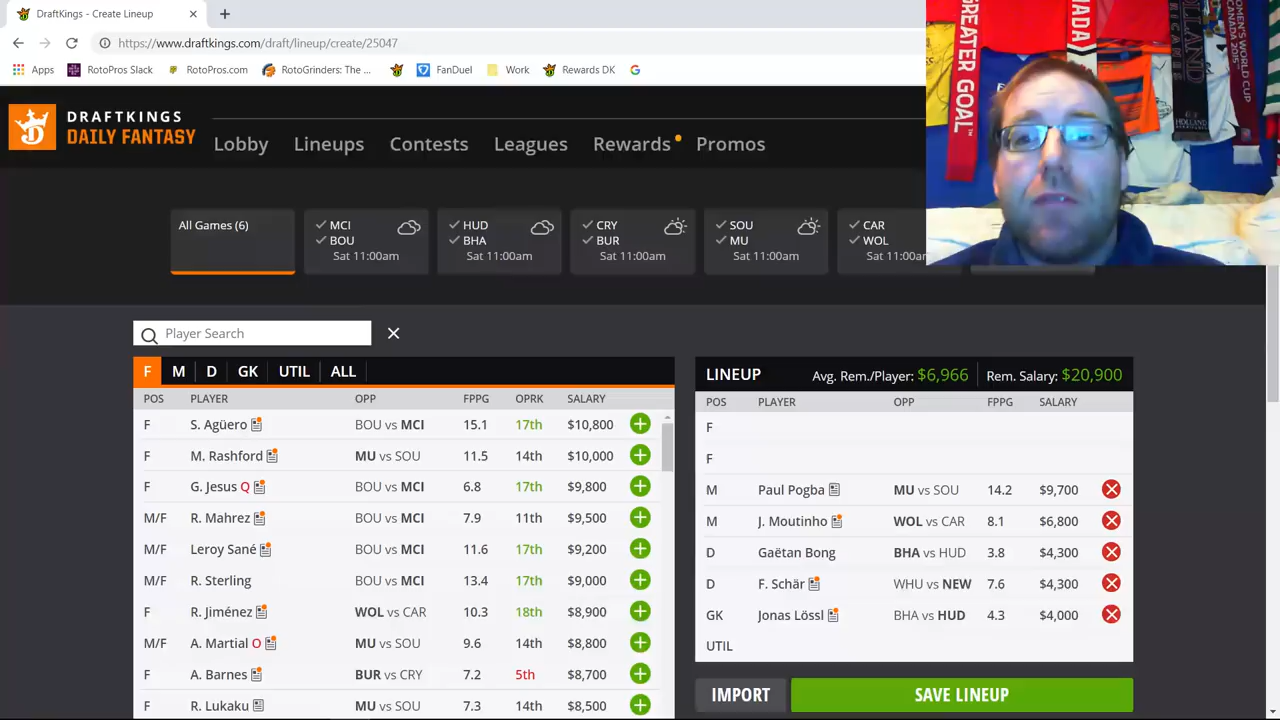 DraftKings - Create Lineup
https://www.draftkings.com/draft/lineup/create/25047
Apps RotoPros Slack RotoPros.com RotoGrinders: The ... FanDuel Work Rewards DK
DRAFTKINGS
DAILY FANTASY
Lobby Lineups Contests Leagues Rewards Promos
GREATER GOAL™
HOLLAND
WOMEN'S WORLD CUP
CANADA 2015™
All Games (6)
MCI
BOU
Sat 11:00am
HUD
BHA
Sat 11:00am
CRY
BUR
Sat 11:00am
SOU
MU
Sat 11:00am
CAR
WOL
Sat 11:00am
Player Search
F M D GK UTIL ALL
POS PLAYER OPP FPPG OPRK SALARY
F S. Agüero BOU vs MCI 15.1 17th $10,800
F M. Rashford MU vs SOU 11.5 14th $10,000
F G. Jesus Q BOU vs MCI 6.8 17th $9,800
M/F R. Mahrez BOU vs MCI 7.9 11th $9,500
M/F Leroy Sané BOU vs MCI 11.6 17th $9,200
M/F R. Sterling BOU vs MCI 13.4 17th $9,000
F R. Jiménez WOL vs CAR 10.3 18th $8,900
M/F A. Martial O MU vs SOU 9.6 14th $8,800
F A. Barnes BUR vs CRY 7.2 5th $8,700
F R. Lukaku MU vs SOU 7.3 14th $8,500
LINEUP Avg. Rem./Player: $6,966 Rem. Salary: $20,900
POS PLAYER OPP FPPG SALARY
F
F
M Paul Pogba MU vs SOU 14.2 $9,700
M J. Moutinho WOL vs CAR 8.1 $6,800
D Gaëtan Bong BHA vs HUD 3.8 $4,300
D F. Schär WHU vs NEW 7.6 $4,300
GK Jonas Lössl BHA vs HUD 4.3 $4,000
UTIL
IMPORT SAVE LINEUP